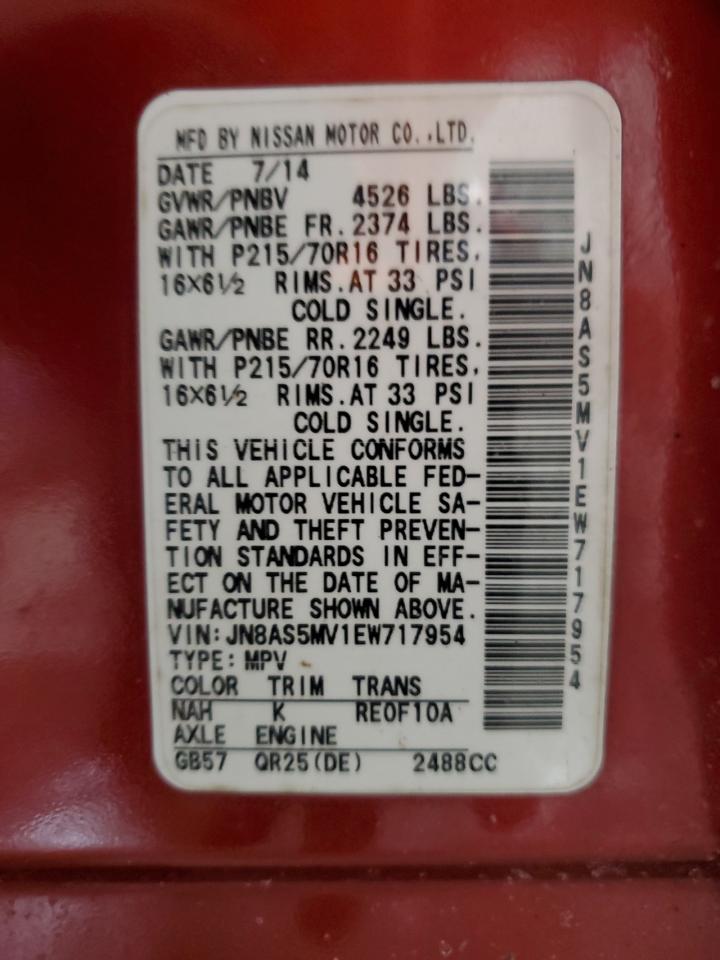 MFD BY NISSAN MOTOR CO.,LTD.
DATE 7/14
GVWR/PNBV 4526 LBS.
GAWR/PNBE FR.2374 LBS.
WITH P215/70R16 TIRES,
16×6½ RIMS.AT 33 PSI
COLD SINGLE.
GAWR/PNBE RR.2249 LBS.
WITH P215/70R16 TIRES,
16×6½ RIMS.AT 33 PSI
COLD SINGLE.
THIS VEHICLE CONFORMS
TO ALL APPLICABLE FED-
ERAL MOTOR VEHICLE SA-
FETY AND THEFT PREVEN-
TION STANDARDS IN EFF-
ECT ON THE DATE OF MA-
NUFACTURE SHOWN ABOVE.
VIN:JN8AS5MV1EW717954
TYPE:MPV
COLOR TRIM TRANS
NAH K RE0F10A
AXLE ENGINE
GB57 QR25(DE) 2488CC
JN8AS5MV1EW717954